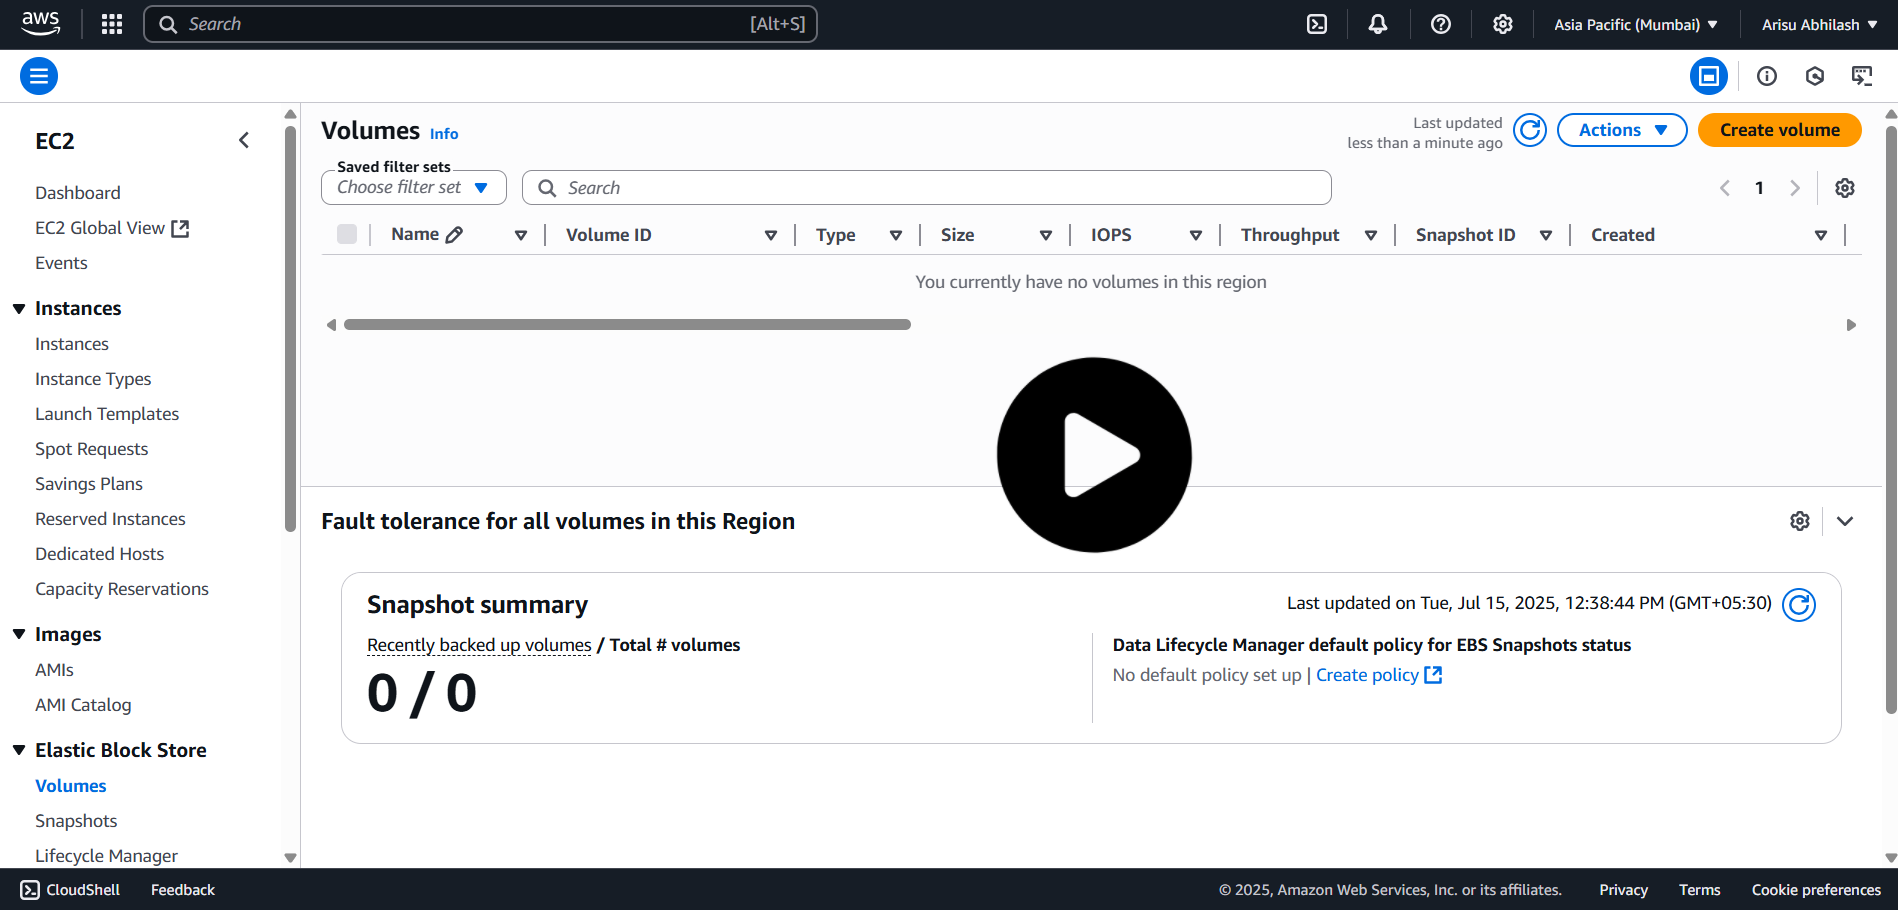 aws
Search [Alt+S]
Asia Pacific (Mumbai)
Arisu Abhilash
EC2
Dashboard
EC2 Global View
Events
Instances
Instances
Instance Types
Launch Templates
Spot Requests
Savings Plans
Reserved Instances
Dedicated Hosts
Capacity Reservations
Images
AMIs
AMI Catalog
Elastic Block Store
Volumes
Snapshots
Lifecycle Manager
Volumes Info
Last updated
less than a minute ago
Actions
Create volume
Saved filter sets
Choose filter set
Search
1
Name Volume ID Type Size IOPS Throughput Snapshot ID Created
You currently have no volumes in this region
Fault tolerance for all volumes in this Region
Snapshot summary
Last updated on Tue, Jul 15, 2025, 12:38:44 PM (GMT+05:30)
Recently backed up volumes / Total # volumes
0 / 0
Data Lifecycle Manager default policy for EBS Snapshots status
No default policy set up | Create policy
CloudShell Feedback
© 2025, Amazon Web Services, Inc. or its affiliates. Privacy Terms Cookie preferences